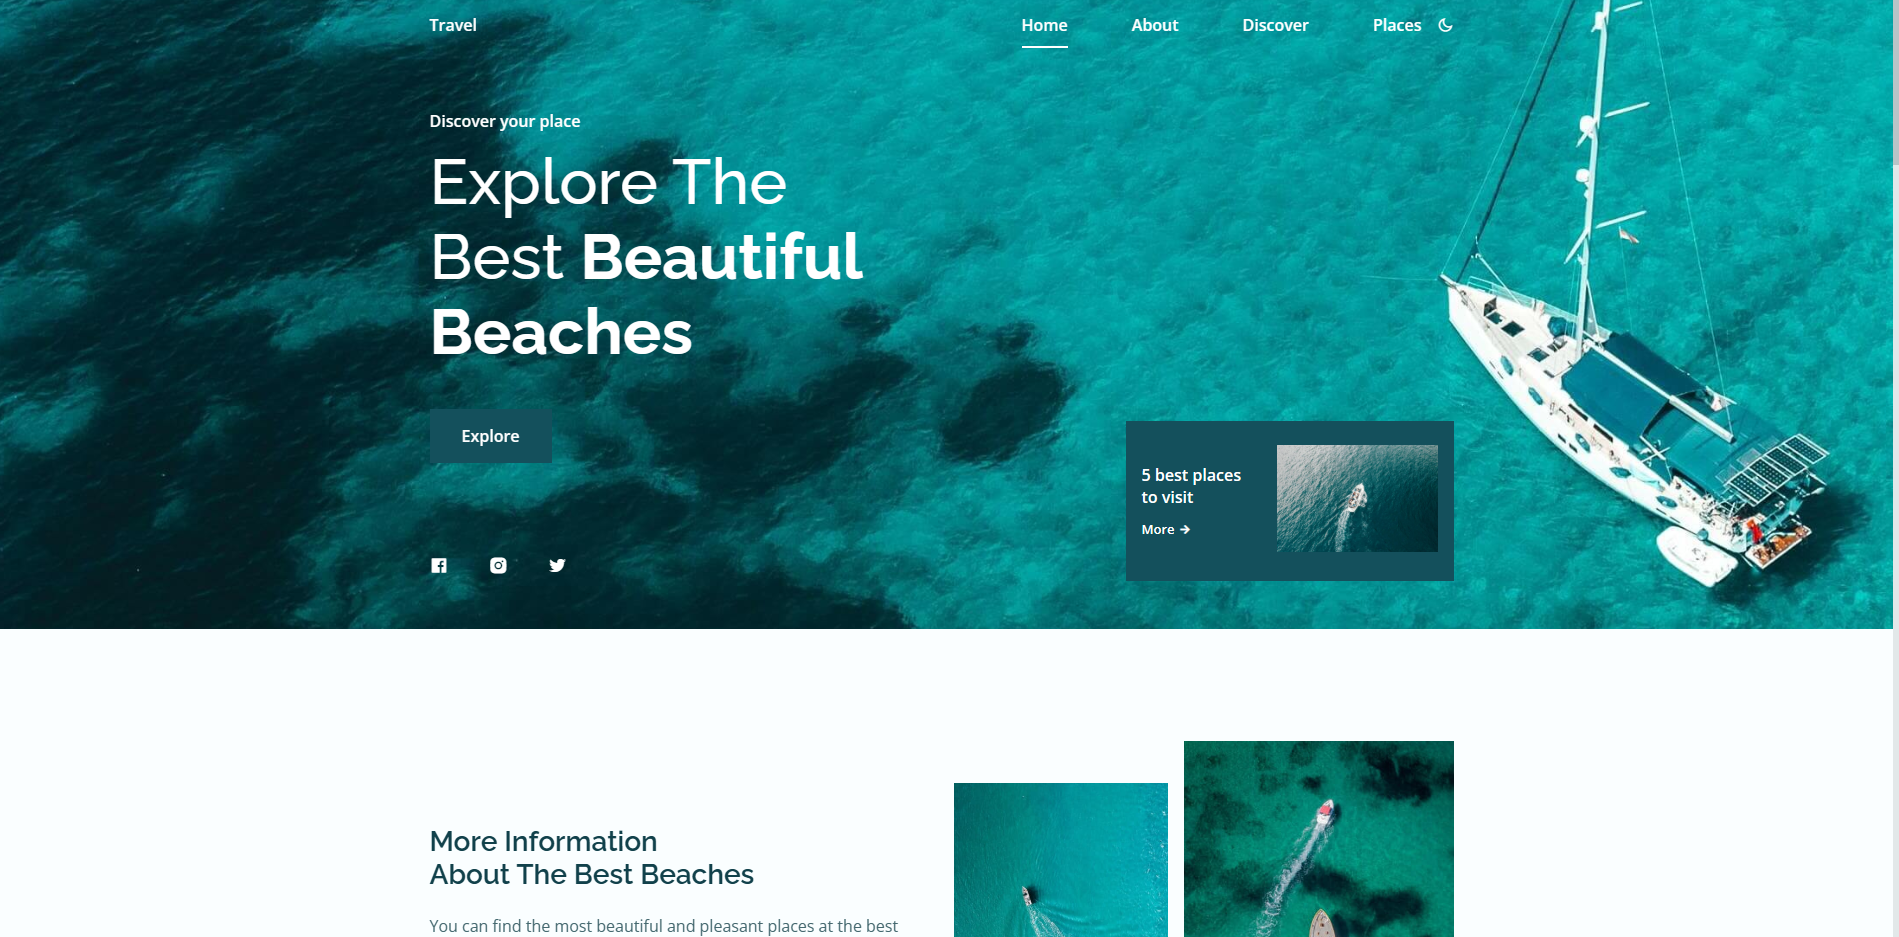 Travel
Home
About
Discover
Places
Discover your place
Explore The
Best Beautiful
Beaches
Explore
5 best places
to visit
More →
More Information
About The Best Beaches
You can find the most beautiful and pleasant places at the best